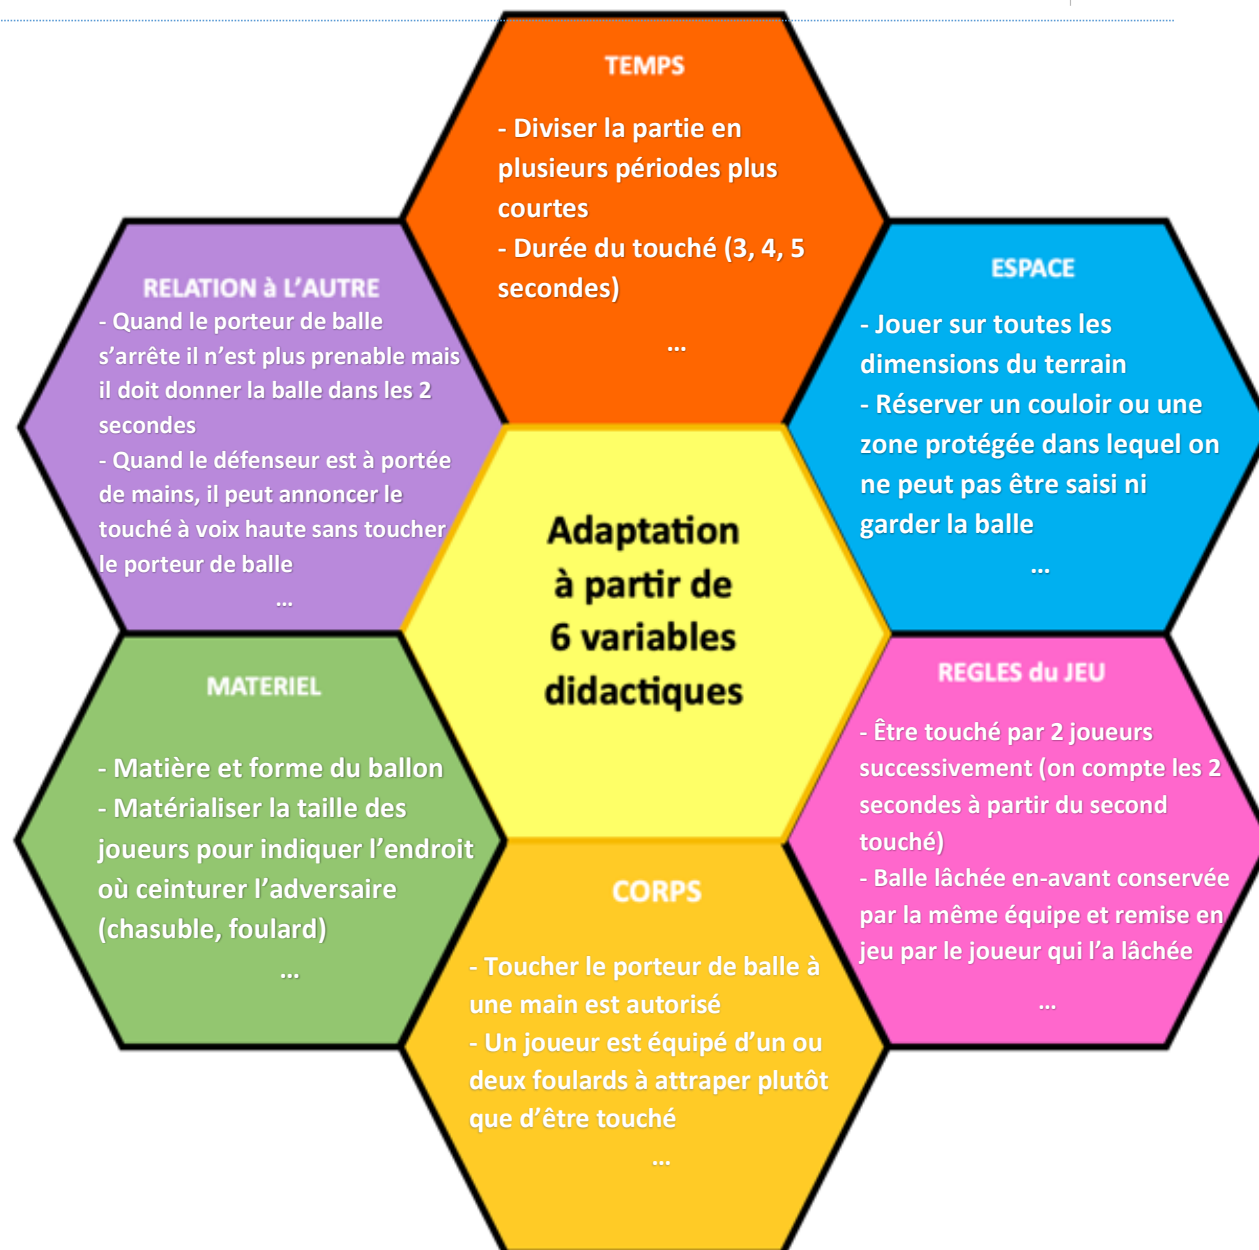 TEMPS
- Diviser la partie en
plusieurs périodes plus
courtes
- Durée du touché (3, 4, 5
secondes)
...
RELATION à L'AUTRE
- Quand le porteur de balle
s'arrête il n'est plus prenable mais
il doit donner la balle dans les 2
secondes
- Quand le défenseur est à portée
de mains, il peut annoncer le
touché à voix haute sans toucher
le porteur de balle
...
ESPACE
- Jouer sur toutes les
dimensions du terrain
- Réserver un couloir ou une
zone protégée dans lequel on
ne peut pas être saisi ni
garder la balle
...
Adaptation
à partir de
6 variables
didactiques
MATERIEL
- Matière et forme du ballon
- Matérialiser la taille des
joueurs pour indiquer l'endroit
où ceinturer l'adversaire
(chasuble, foulard)
...
REGLES du JEU
- Être touché par 2 joueurs
successivement (on compte les 2
secondes à partir du second
touché)
- Balle lâchée en-avant conservée
par la même équipe et remise en
jeu par le joueur qui l'a lâchée
...
CORPS
- Toucher le porteur de balle à
une main est autorisé
- Un joueur est équipé d'un ou
deux foulards à attraper plutôt
que d'être touché
...